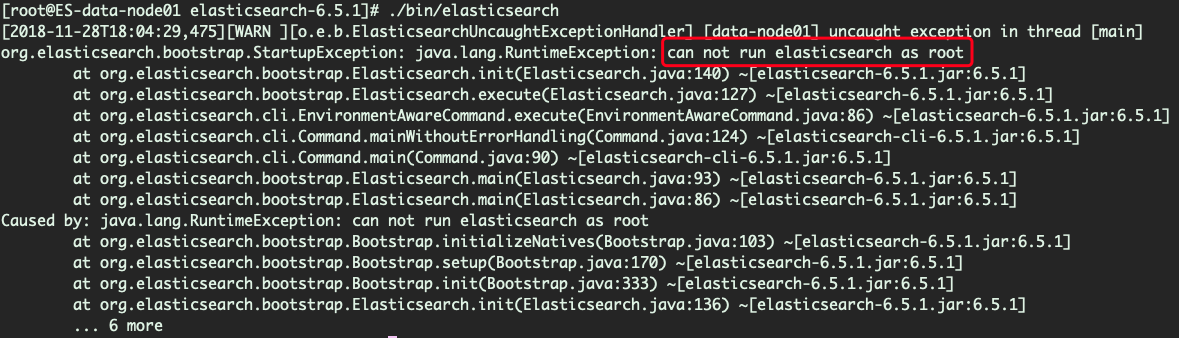 [root@ES-data-node01 elasticsearch-6.5.1]# ./bin/elasticsearch
[2018-11-28T18:04:29,475][WARN ][o.e.b.ElasticsearchUncaughtExceptionHandler] [data-node01] uncaught exception in thread [main]
org.elasticsearch.bootstrap.StartupException: java.lang.RuntimeException: can not run elasticsearch as root
at org.elasticsearch.bootstrap.Elasticsearch.init(Elasticsearch.java:140) ~[elasticsearch-6.5.1.jar:6.5.1]
at org.elasticsearch.bootstrap.Elasticsearch.execute(Elasticsearch.java:127) ~[elasticsearch-6.5.1.jar:6.5.1]
at org.elasticsearch.cli.EnvironmentAwareCommand.execute(EnvironmentAwareCommand.java:86) ~[elasticsearch-6.5.1.jar:6.5.1]
at org.elasticsearch.cli.Command.mainWithoutErrorHandling(Command.java:124) ~[elasticsearch-cli-6.5.1.jar:6.5.1]
at org.elasticsearch.cli.Command.main(Command.java:90) ~[elasticsearch-cli-6.5.1.jar:6.5.1]
at org.elasticsearch.bootstrap.Elasticsearch.main(Elasticsearch.java:93) ~[elasticsearch-6.5.1.jar:6.5.1]
at org.elasticsearch.bootstrap.Elasticsearch.main(Elasticsearch.java:86) ~[elasticsearch-6.5.1.jar:6.5.1]
Caused by: java.lang.RuntimeException: can not run elasticsearch as root
at org.elasticsearch.bootstrap.Bootstrap.initializeNatives(Bootstrap.java:103) ~[elasticsearch-6.5.1.jar:6.5.1]
at org.elasticsearch.bootstrap.Bootstrap.setup(Bootstrap.java:170) ~[elasticsearch-6.5.1.jar:6.5.1]
at org.elasticsearch.bootstrap.Bootstrap.init(Bootstrap.java:333) ~[elasticsearch-6.5.1.jar:6.5.1]
at org.elasticsearch.bootstrap.Elasticsearch.init(Elasticsearch.java:136) ~[elasticsearch-6.5.1.jar:6.5.1]
... 6 more